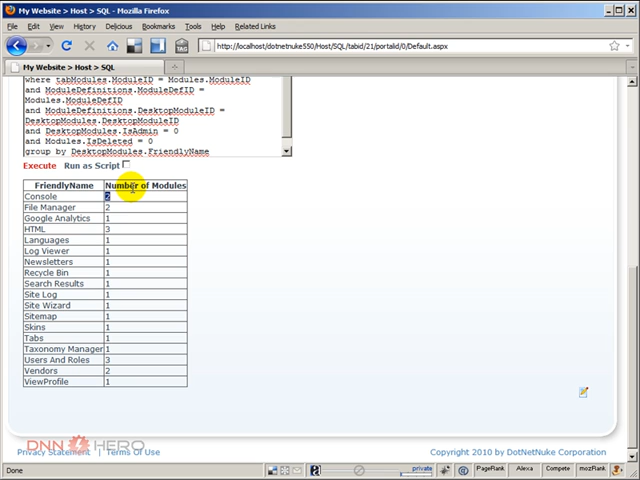 My Website > Host > SQL - Mozilla Firefox
File Edit View History Delicious Bookmarks Tools Help Related Links
http://localhost/dotnetnuke550/Host/SQL/tabid/21/portalid/0/Default.aspx
My Website > Host > SQL
where tabModules.ModuleID = Modules.ModuleID
and ModuleDefinitions.ModuleDefID =
Modules.ModuleDefID
and ModuleDefinitions.DesktopModuleID =
DesktopModules.DesktopModuleID
and DesktopModules.IsAdmin = 0
and Modules.IsDeleted = 0
group by DesktopModules.FriendlyName
Execute Run as Script
FriendlyName Number of Modules
Console 2
File Manager 2
Google Analytics 1
HTML 3
Languages 1
Log Viewer 1
Newsletters 1
Recycle Bin 1
Search Results 1
Site Log 1
Site Wizard 1
Sitemap 1
Skins 1
Tabs 1
Taxonomy Manager 1
Users And Roles 3
Vendors 2
ViewProfile 1
DNN HERO
Privacy Statement | Terms Of Use Copyright 2010 by DotNetNuke Corporation
Done private PageRank Alexa Compete mozRank